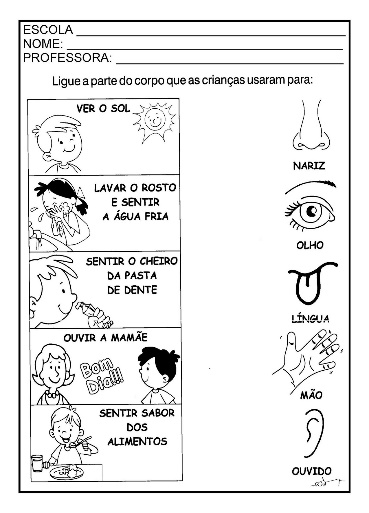 ESCOLA
NOME:
PROFESSORA:
Ligue a parte do corpo que as crianças usaram para:
VER O SOL
LAVAR O ROSTO
E SENTIR
A ÁGUA FRIA
SENTIR O CHEIRO
DA PASTA
DE DENTE
OUVIR A MAMÃE
Bom
Dia!!!
SENTIR SABOR
DOS
ALIMENTOS
NARIZ
OLHO
LÍNGUA
MÃO
OUVIDO